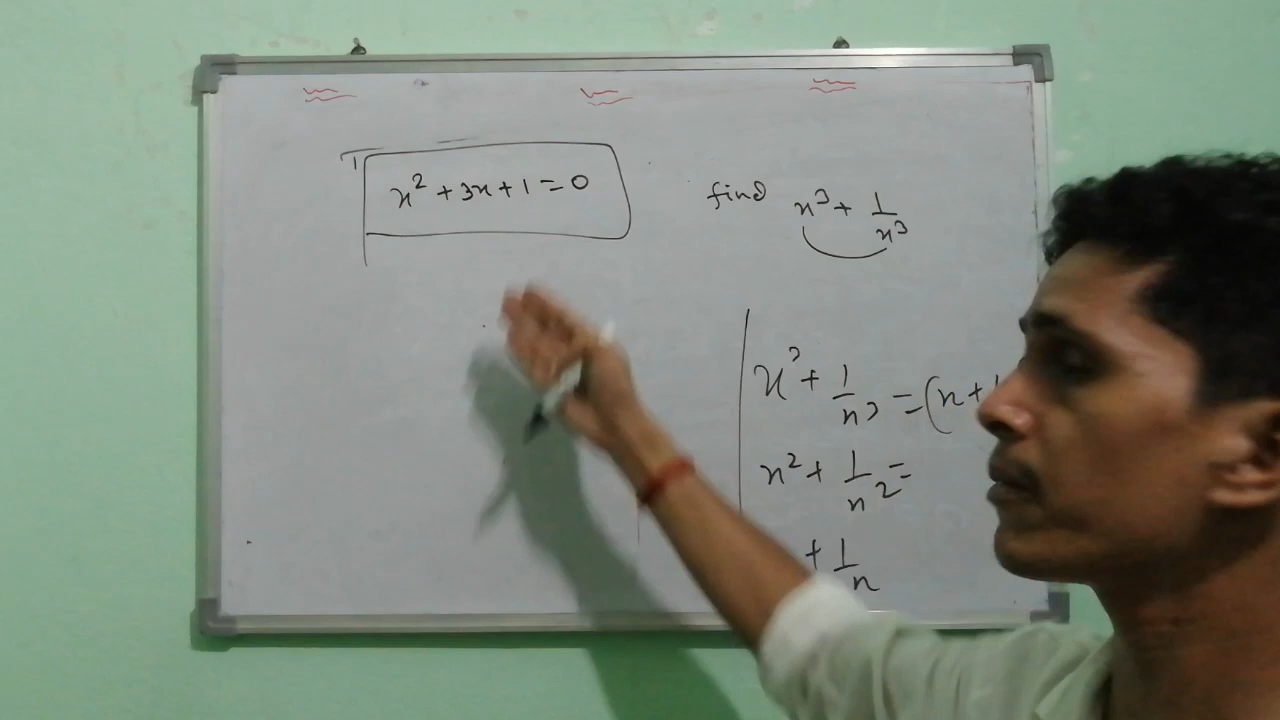 x² + 3x + 1 = 0
find x³ + 1/x³
x³ + 1/x³ = (x + 1
x² + 1/x² =
+ 1/x